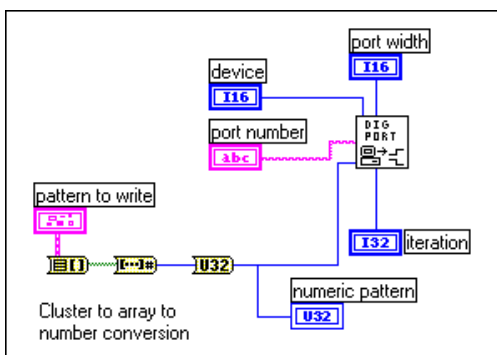 port width
I16
device
I16
port number
abc
DIG
PORT
pattern to write
[]
[...]#
U32
I32
iteration
numeric pattern
U32
Cluster to array to
number conversion